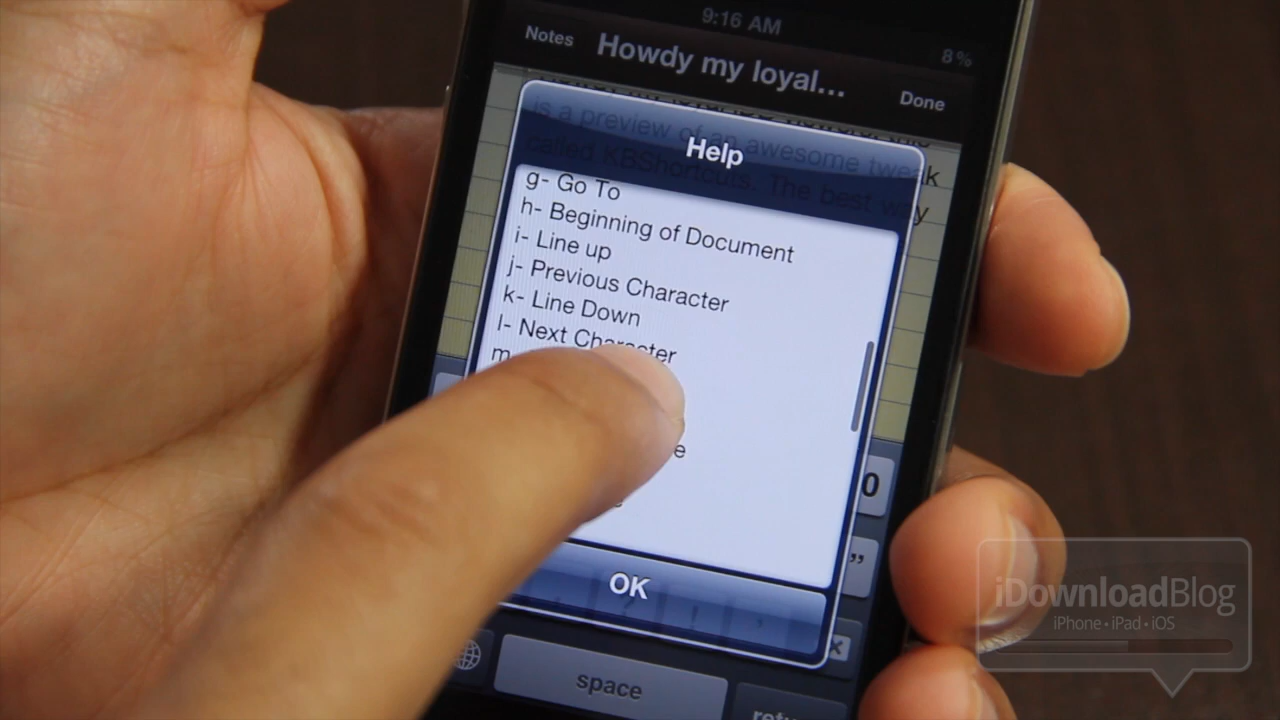 9:16 AM
8%
Notes
Howdy my loyal...
Done
is a preview of an awesome tweak
called KBShortcuts. The best way
Help
g- Go To
h- Beginning of Document
i- Line up
j- Previous Character
k- Line Down
l- Next Character
m
e
0
”
OK
space
iDownloadBlog
iPhone • iPad • iOS